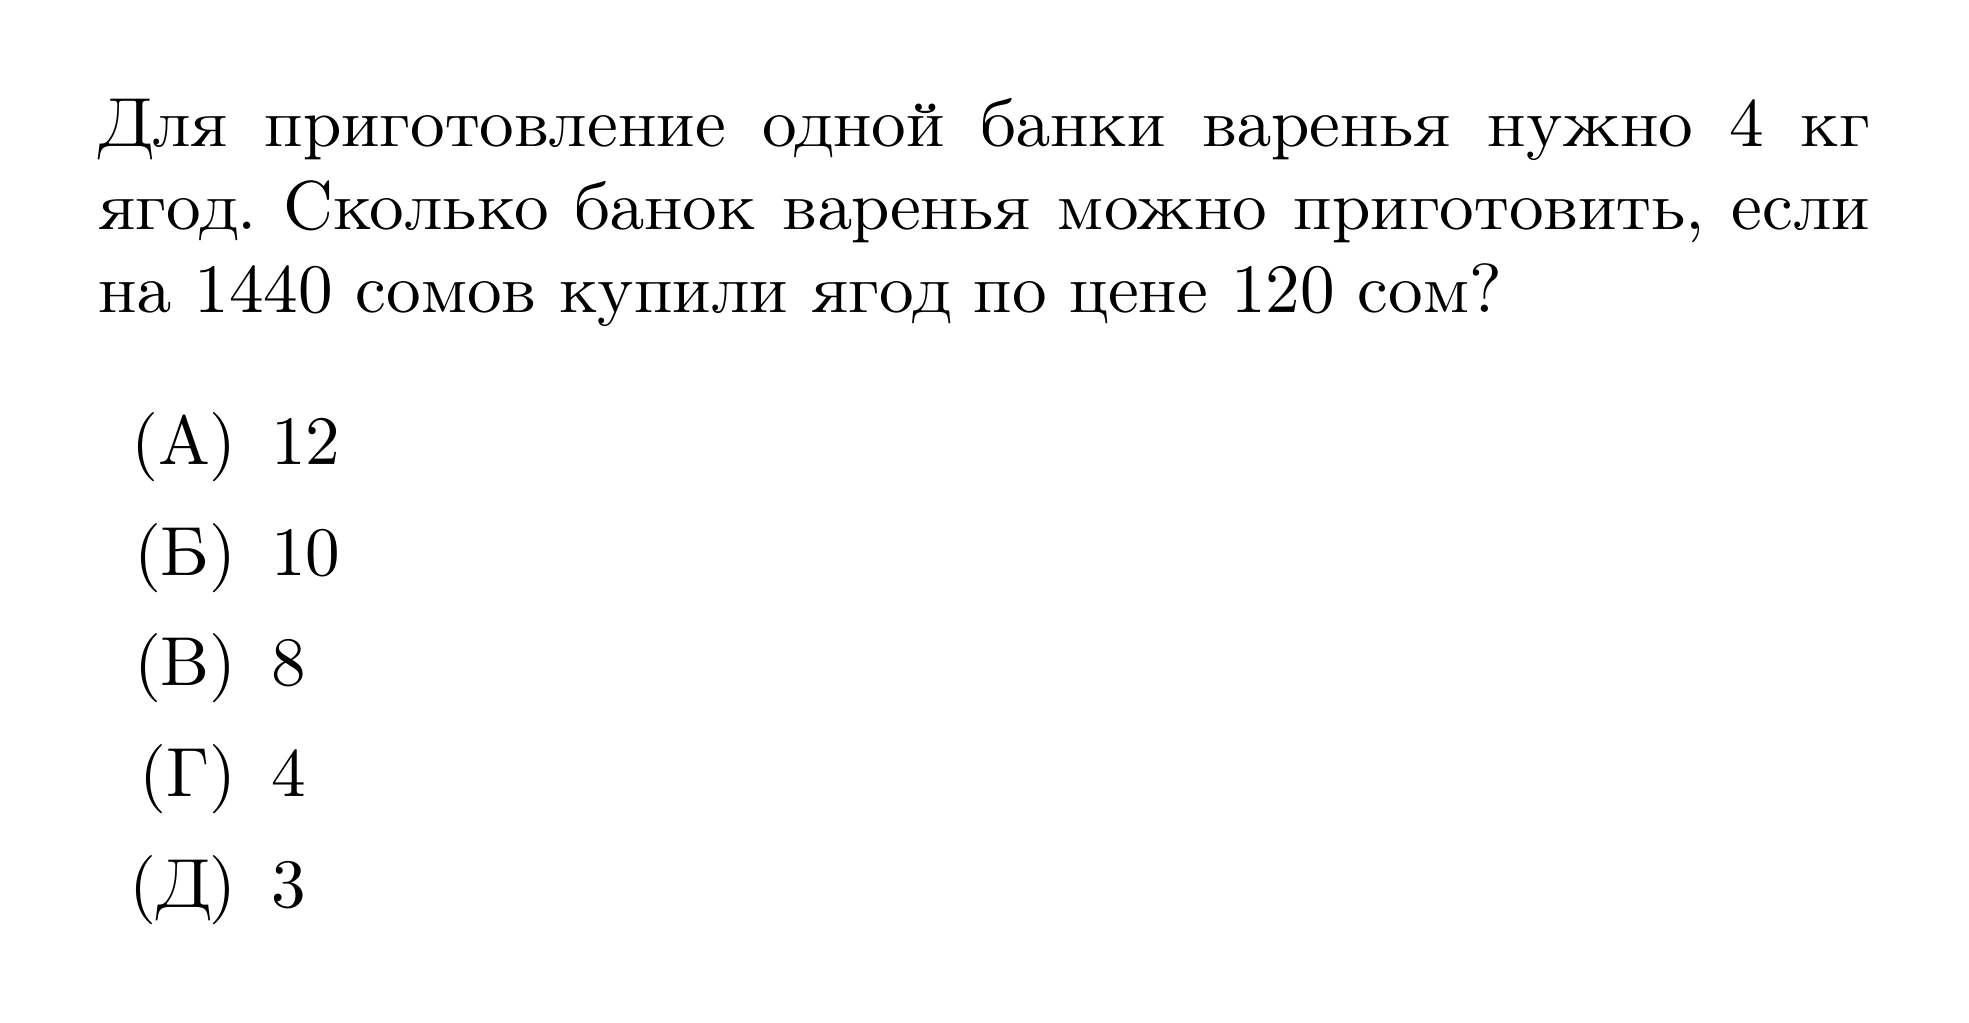 Для приготовление одной банки варенья нужно 4 кг
ягод. Сколько банок варенья можно приготовить, если
на 1440 сомов купили ягод по цене 120 сом?
(А) 12
(Б) 10
(В) 8
(Г) 4
(Д) 3